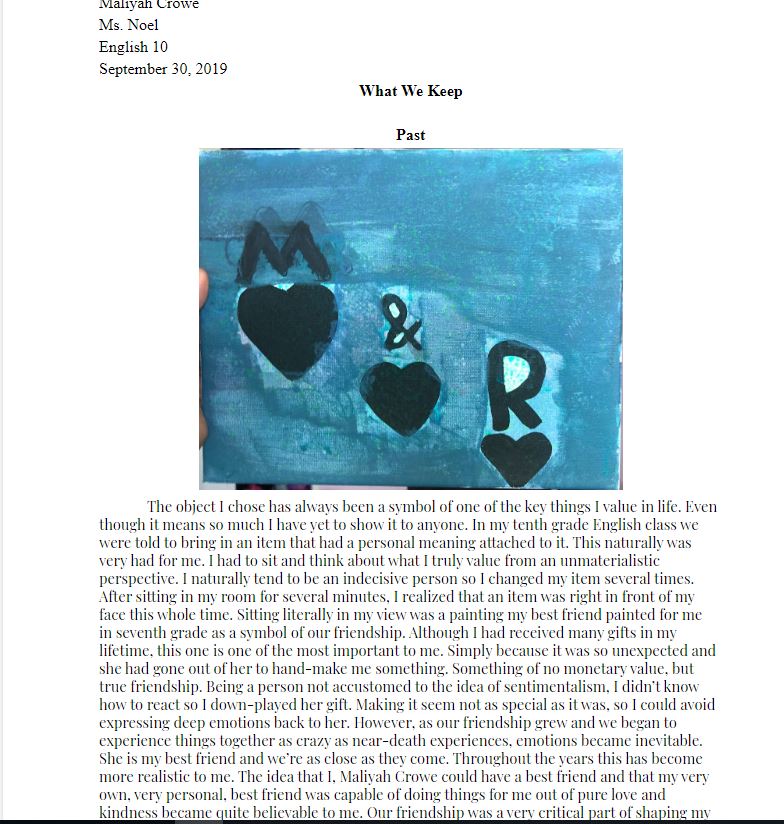 Maliyah Crowe
Ms. Noel
English 10
September 30, 2019
What We Keep
Past
M
&
R
The object I chose has always been a symbol of one of the key things I value in life. Even
though it means so much I have yet to show it to anyone. In my tenth grade English class we
were told to bring in an item that had a personal meaning attached to it. This naturally was
very had for me. I had to sit and think about what I truly value from an unmaterialistic
perspective. I naturally tend to be an indecisive person so I changed my item several times.
After sitting in my room for several minutes, I realized that an item was right in front of my
face this whole time. Sitting literally in my view was a painting my best friend painted for me
in seventh grade as a symbol of our friendship. Although I had received many gifts in my
lifetime, this one is one of the most important to me. Simply because it was so unexpected and
she had gone out of her to hand-make me something. Something of no monetary value, but
true friendship. Being a person not accustomed to the idea of sentimentalism, I didn't know
how to react so I down-played her gift. Making it seem not as special as it was, so I could avoid
expressing deep emotions back to her. However, as our friendship grew and we began to
experience things together as crazy as near-death experiences, emotions became inevitable.
She is my best friend and we're as close as they come. Throughout the years this has become
more realistic to me. The idea that I, Maliyah Crowe could have a best friend and that my very
own, very personal, best friend was capable of doing things for me out of pure love and
kindness became quite believable to me. Our friendship was a very critical part of shaping my